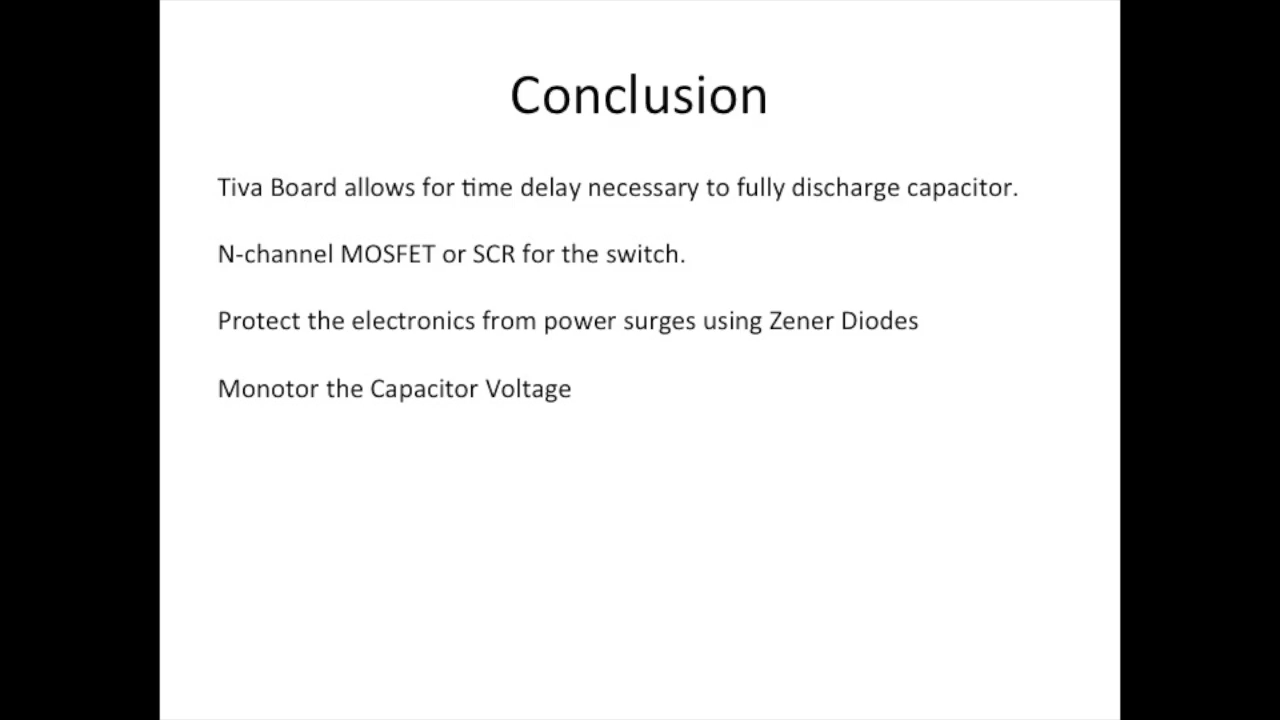 Conclusion
Tiva Board allows for time delay necessary to fully discharge capacitor.
N-channel MOSFET or SCR for the switch.
Protect the electronics from power surges using Zener Diodes
Monotor the Capacitor Voltage